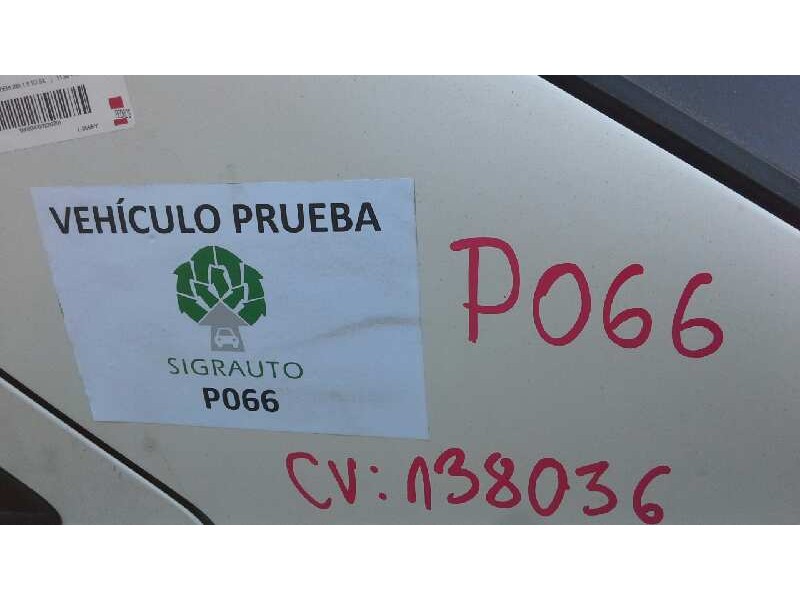 VEHÍCULO PRUEBA
SIGRAUTO
P066
P066
CV: 138036